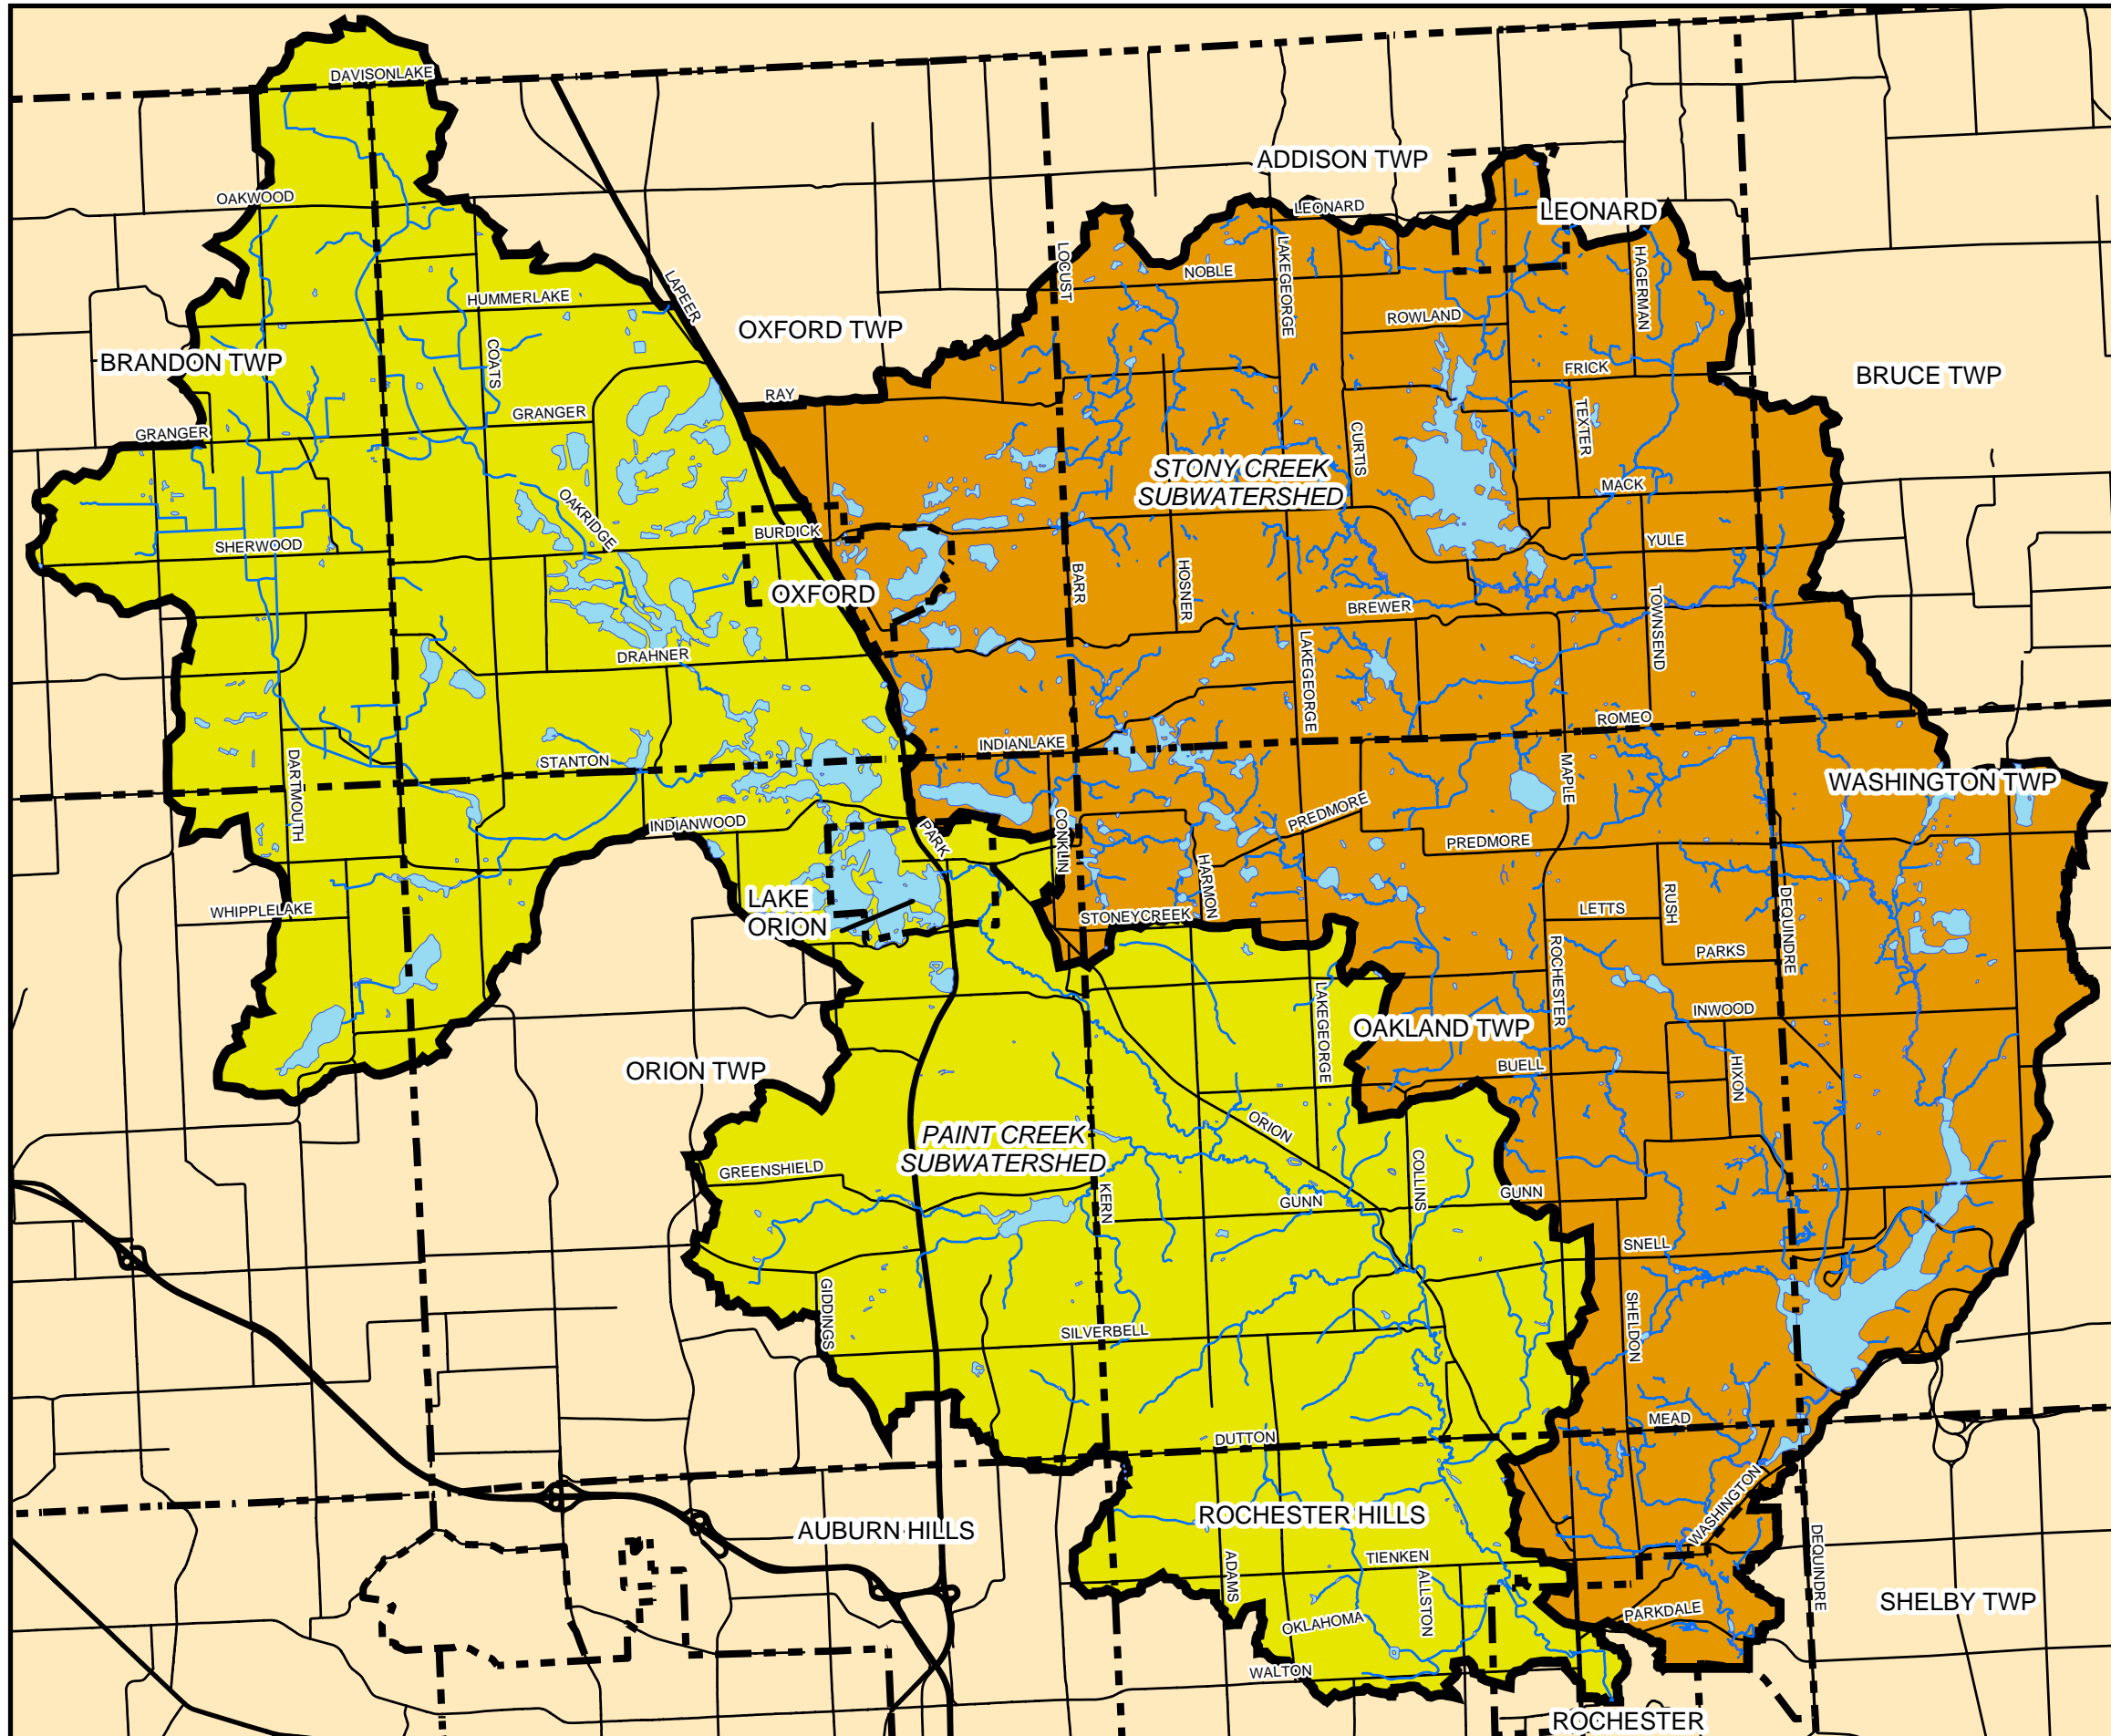 DAVISONLAKE
ADDISON TWP
OAKWOOD
LEONARD
LEONARD
LOCUST
LAKEGEORGE
HAGERMAN
NOBLE
LAPEER
HUMMERLAKE
ROWLAND
OXFORD TWP
BRANDON TWP
COATS
FRICK
BRUCE TWP
RAY
GRANGER
TEXTER
GRANGER
CURTIS
STONY CREEK
SUBWATERSHED
MACK
OAKRIDGE
BURDICK
SHERWOOD
YULE
BARR
HOSNER
OXFORD
BREWER
TOWNSEND
DRAHNER
LAKEGEORGE
ROMEO
INDIANLAKE
STANTON
DARTMOUTH
MAPLE
WASHINGTON TWP
PREDMORE
INDIANWOOD
PARK
CONKLIN
PREDMORE
HARMON
LAKE
ORION
WHIPPLELAKE
STONEYCREEK
LETTS
RUSH
DEQUINDRE
PARKS
ROCHESTER
LAKEGEORGE
INWOOD
OAKLAND TWP
ORION TWP
BUELL
HIXON
ORION
PAINT CREEK
SUBWATERSHED
GREENSHIELD
COLLINS
KERN
GUNN
GUNN
SNELL
GIDDINGS
SHELDON
SILVERBELL
MEAD
DUTTON
WASHINGTON
ROCHESTER HILLS
AUBURN HILLS
DEQUINDRE
TIENKEN
ADAMS
ALLSTON
SHELBY TWP
PARKDALE
OKLAHOMA
WALTON
ROCHESTER